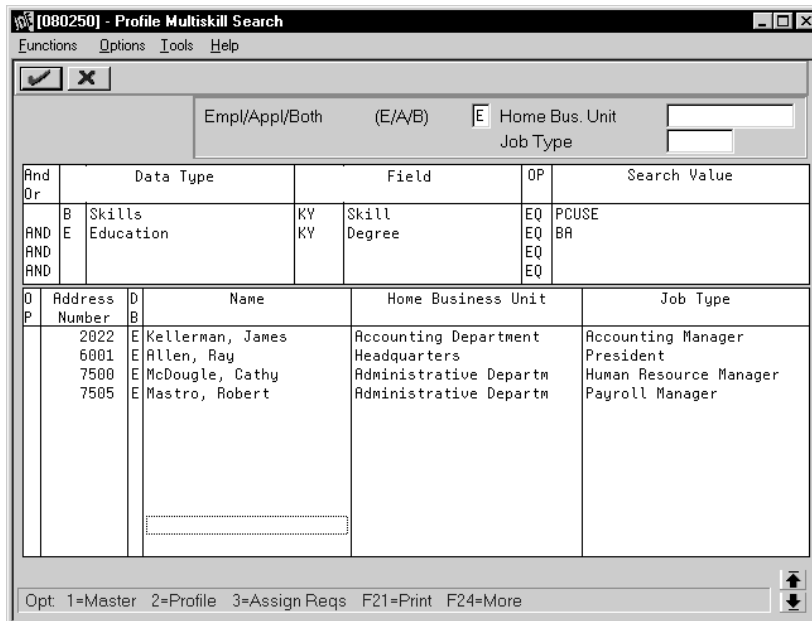 [080250] - Profile Multiskill Search
Functions Options Tools Help
Empl/Appl/Both (E/A/B) E Home Bus. Unit
Job Type
And Or Data Type Field OP Search Value
B Skills KY Skill EQ PCUSE
AND E Education KY Degree EQ BA
AND EQ
AND EQ
O P Address Number D B Name Home Business Unit Job Type
2022 E Kellerman, James Accounting Department Accounting Manager
6001 E Allen, Ray Headquarters President
7500 E McDougle, Cathy Administrative Departm Human Resource Manager
7505 E Mastro, Robert Administrative Departm Payroll Manager
Opt: 1=Master 2=Profile 3=Assign Reqs F21=Print F24=More